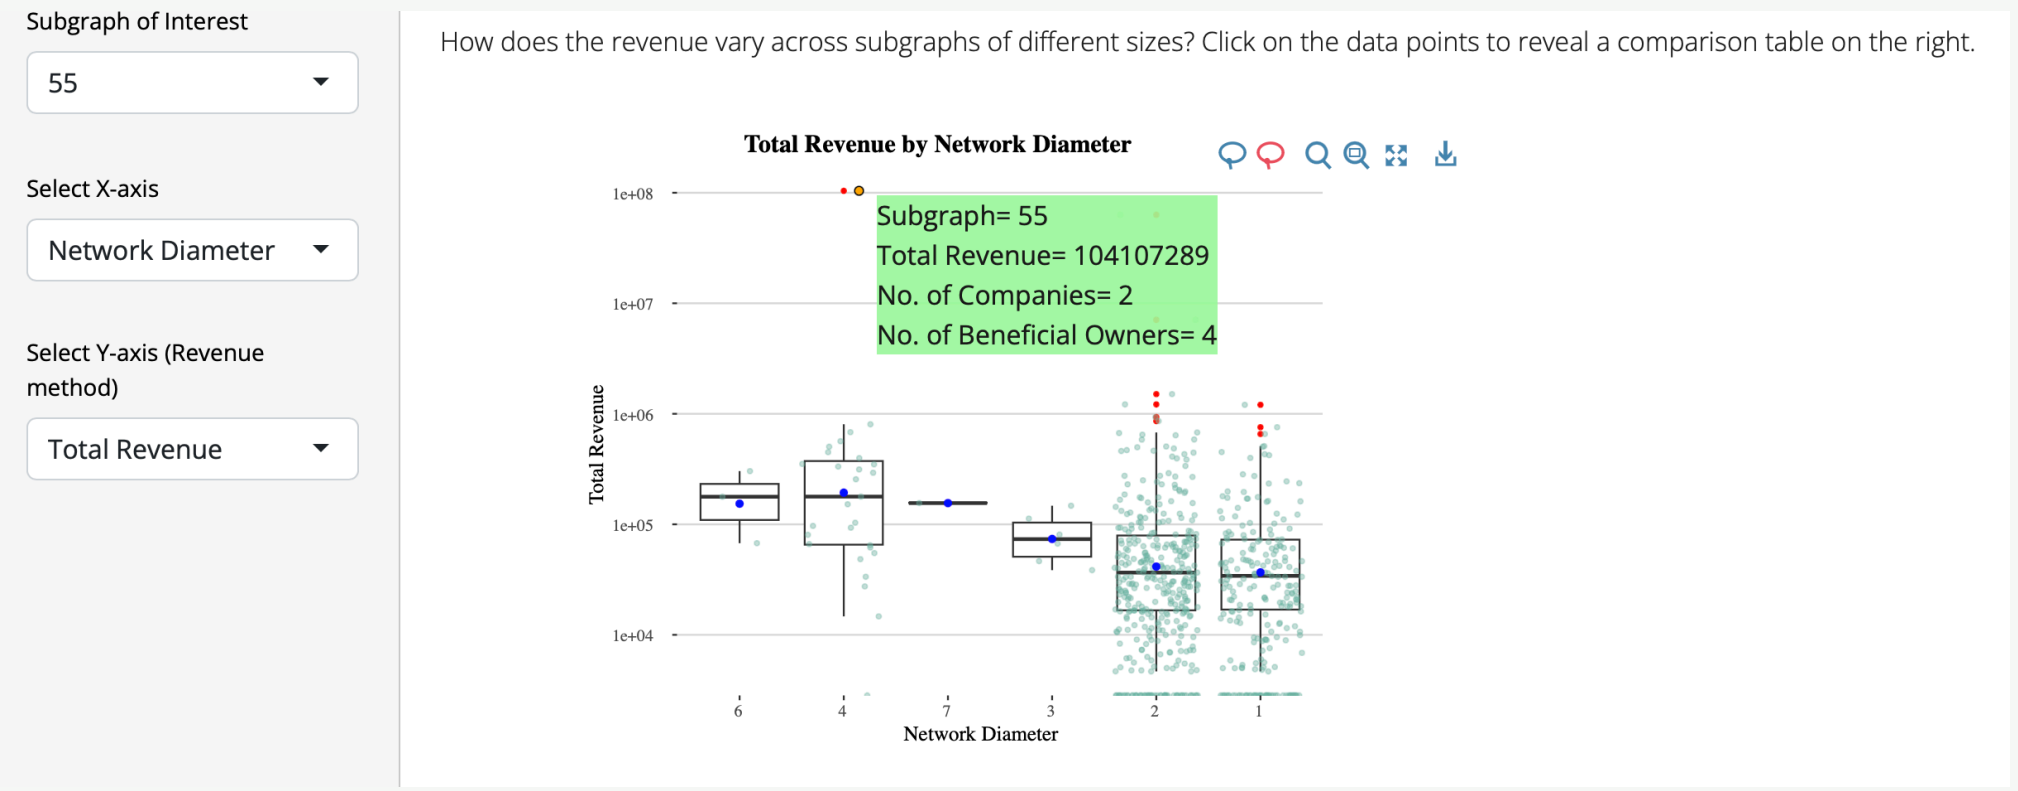 Subgraph of Interest
55
Select X-axis
Network Diameter
Select Y-axis (Revenue
method)
Total Revenue
How does the revenue vary across subgraphs of different sizes? Click on the data points to reveal a comparison table on the right.
Total Revenue by Network Diameter
1e+08
1e+07
1e+06
1e+05
1e+04
Total Revenue
Subgraph= 55
Total Revenue= 104107289
No. of Companies= 2
No. of Beneficial Owners= 4
6 4 7 3 2 1
Network Diameter